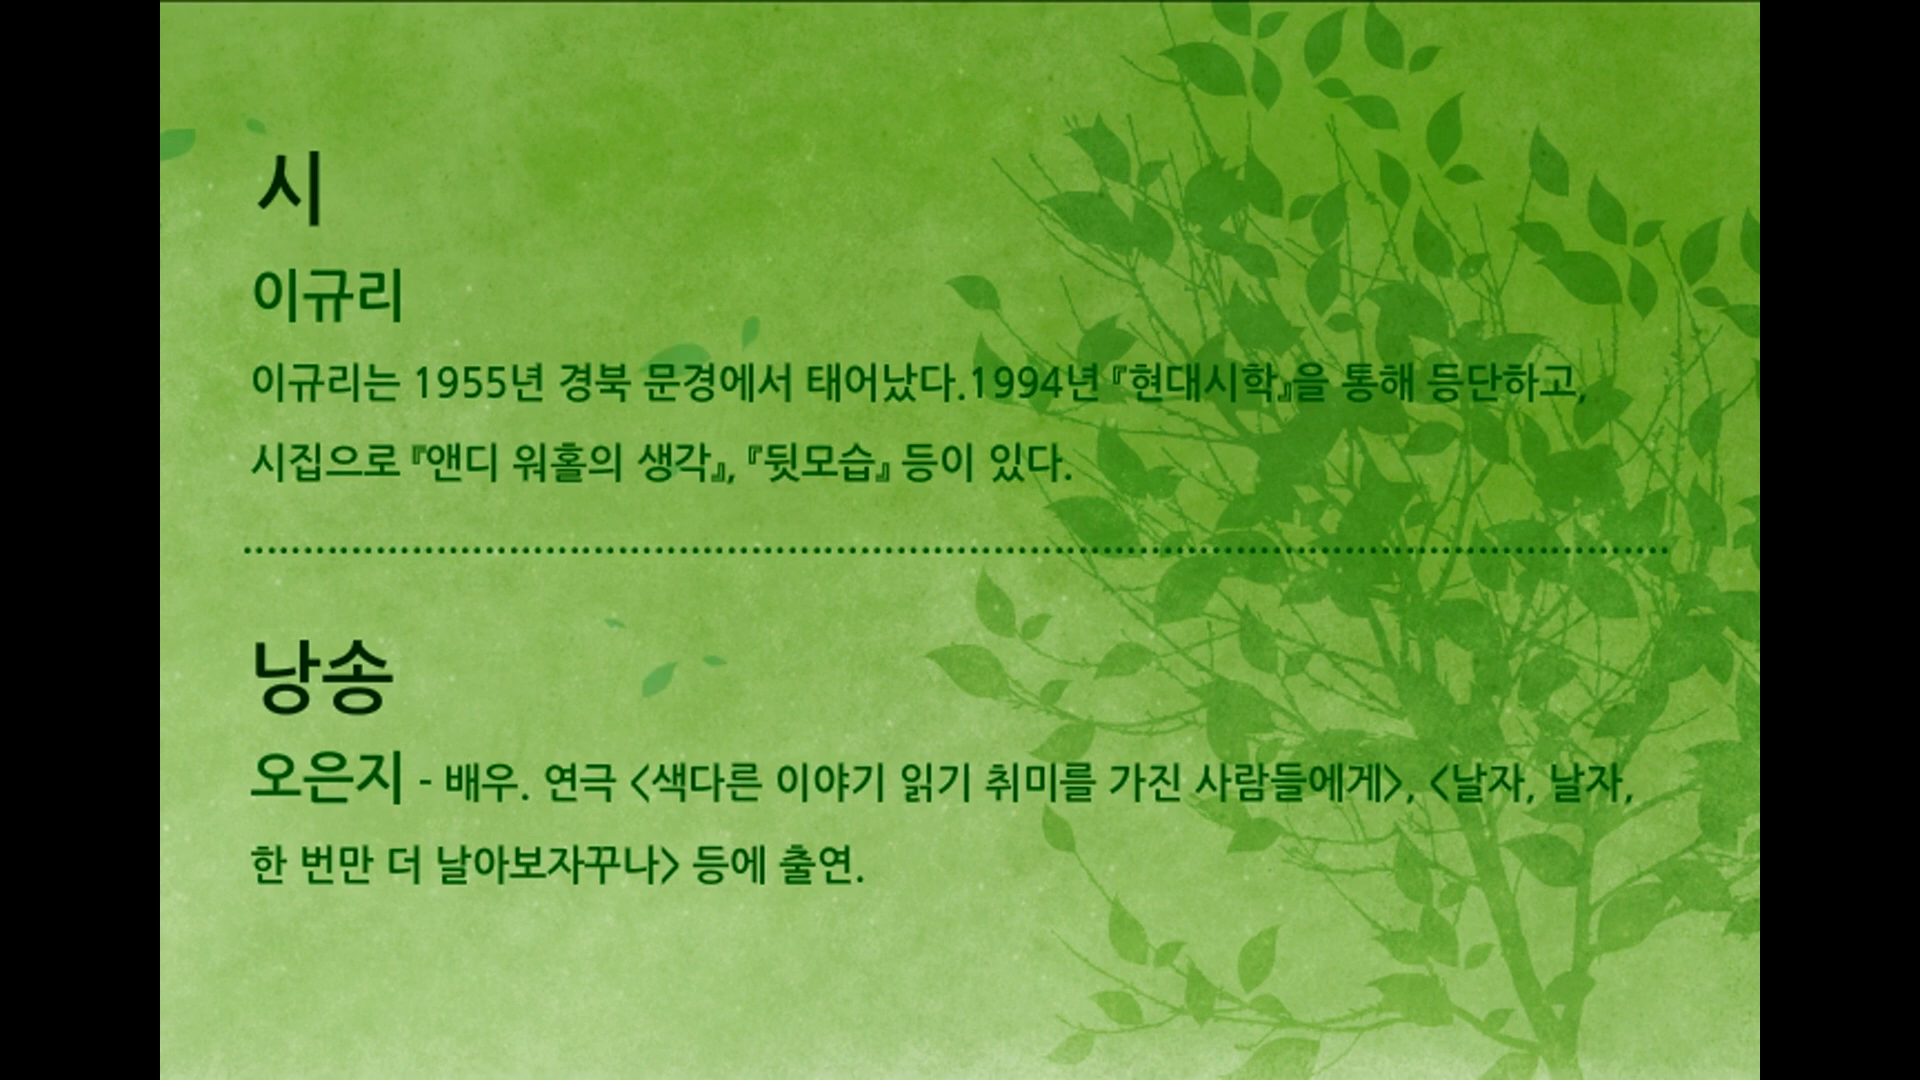 시
이규리
이규리는 1955년 경북 문경에서 태어났다.1994년 『현대시학』을 통해 등단하고,
시집으로 『앤디 워홀의 생각』, 『뒷모습』 등이 있다.
낭송
오은지 - 배우. 연극 <색다른 이야기 읽기 취미를 가진 사람들에게>, <날자, 날자,
한 번만 더 날아보자꾸나> 등에 출연.